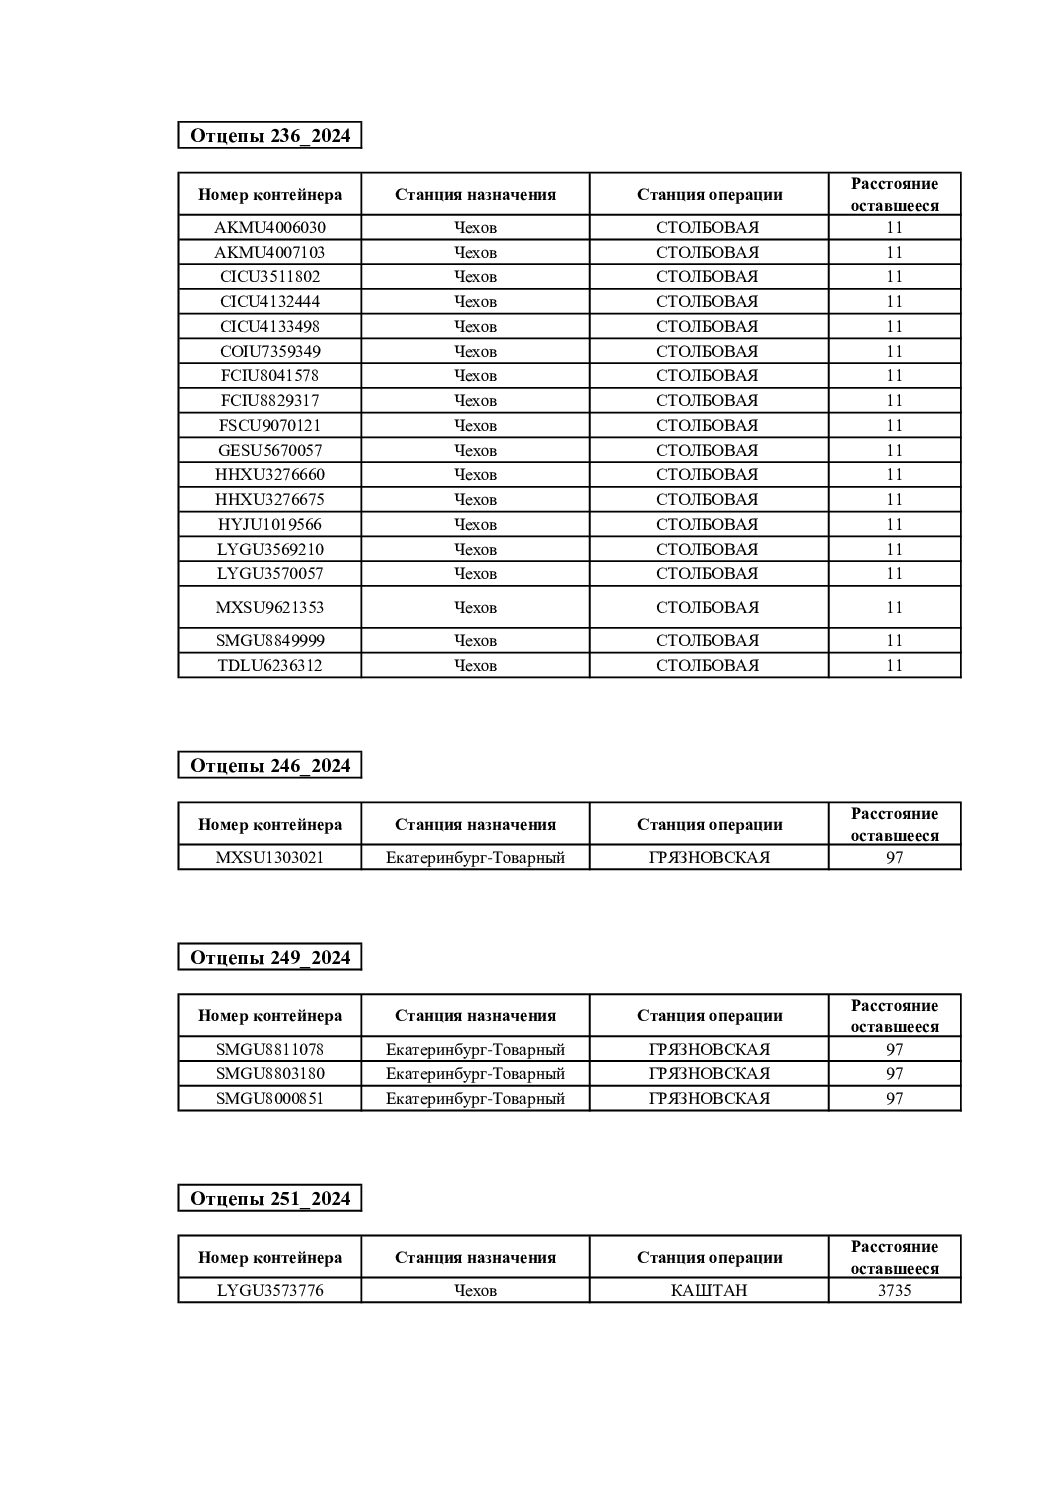 Отцепы 236_2024
Номер контейнера Станция назначения Станция операции Расстояние оставшееся
AKMU4006030 Чехов СТОЛБОВАЯ 11
AKMU4007103 Чехов СТОЛБОВАЯ 11
CICU3511802 Чехов СТОЛБОВАЯ 11
CICU4132444 Чехов СТОЛБОВАЯ 11
CICU4133498 Чехов СТОЛБОВАЯ 11
COIU7359349 Чехов СТОЛБОВАЯ 11
FCIU8041578 Чехов СТОЛБОВАЯ 11
FCIU8829317 Чехов СТОЛБОВАЯ 11
FSCU9070121 Чехов СТОЛБОВАЯ 11
GESU5670057 Чехов СТОЛБОВАЯ 11
HHXU3276660 Чехов СТОЛБОВАЯ 11
HHXU3276675 Чехов СТОЛБОВАЯ 11
HYJU1019566 Чехов СТОЛБОВАЯ 11
LYGU3569210 Чехов СТОЛБОВАЯ 11
LYGU3570057 Чехов СТОЛБОВАЯ 11
MXSU9621353 Чехов СТОЛБОВАЯ 11
SMGU8849999 Чехов СТОЛБОВАЯ 11
TDLU6236312 Чехов СТОЛБОВАЯ 11
Отцепы 246_2024
Номер контейнера Станция назначения Станция операции Расстояние оставшееся
MXSU1303021 Екатеринбург-Товарный ГРЯЗНОВСКАЯ 97
Отцепы 249_2024
Номер контейнера Станция назначения Станция операции Расстояние оставшееся
SMGU8811078 Екатеринбург-Товарный ГРЯЗНОВСКАЯ 97
SMGU8803180 Екатеринбург-Товарный ГРЯЗНОВСКАЯ 97
SMGU8000851 Екатеринбург-Товарный ГРЯЗНОВСКАЯ 97
Отцепы 251_2024
Номер контейнера Станция назначения Станция операции Расстояние оставшееся
LYGU3573776 Чехов КАШТАН 3735